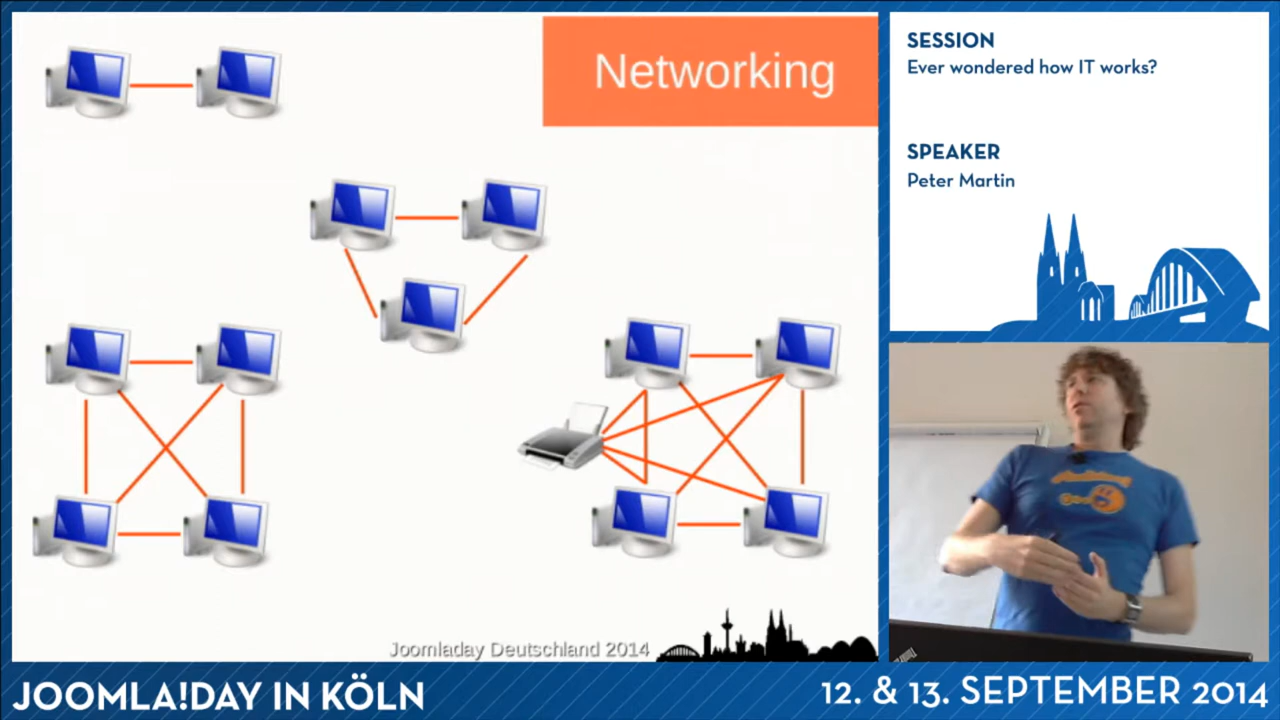 Networking
Joomladay Deutschland 2014
SESSION
Ever wondered how IT works?
SPEAKER
Peter Martin
JOOMLA!DAY IN KÖLN
12. & 13. SEPTEMBER 2014